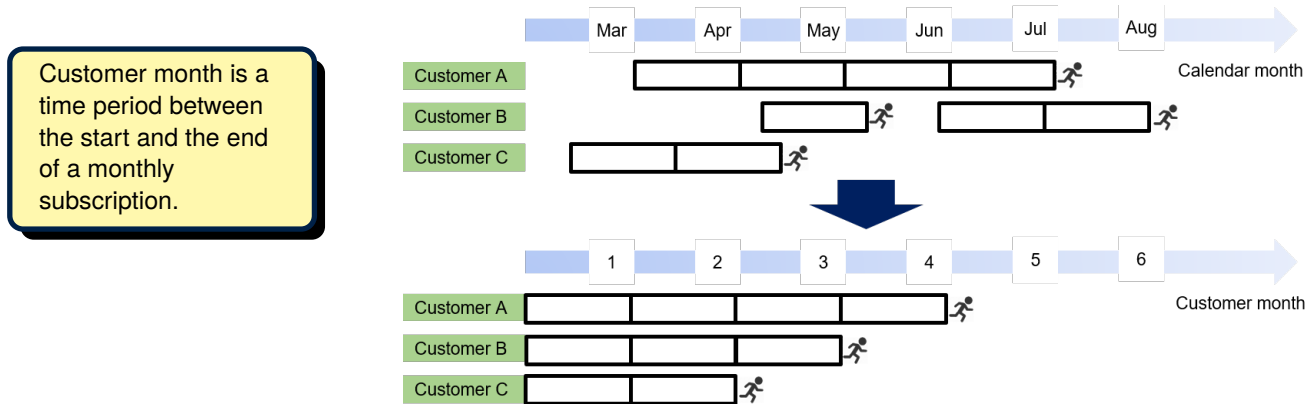 Customer month is a
time period between
the start and the end
of a monthly
subscription.
Mar Apr May Jun Jul Aug
Calendar month
Customer A
Customer B
Customer C
1 2 3 4 5 6
Customer month
Customer A
Customer B
Customer C